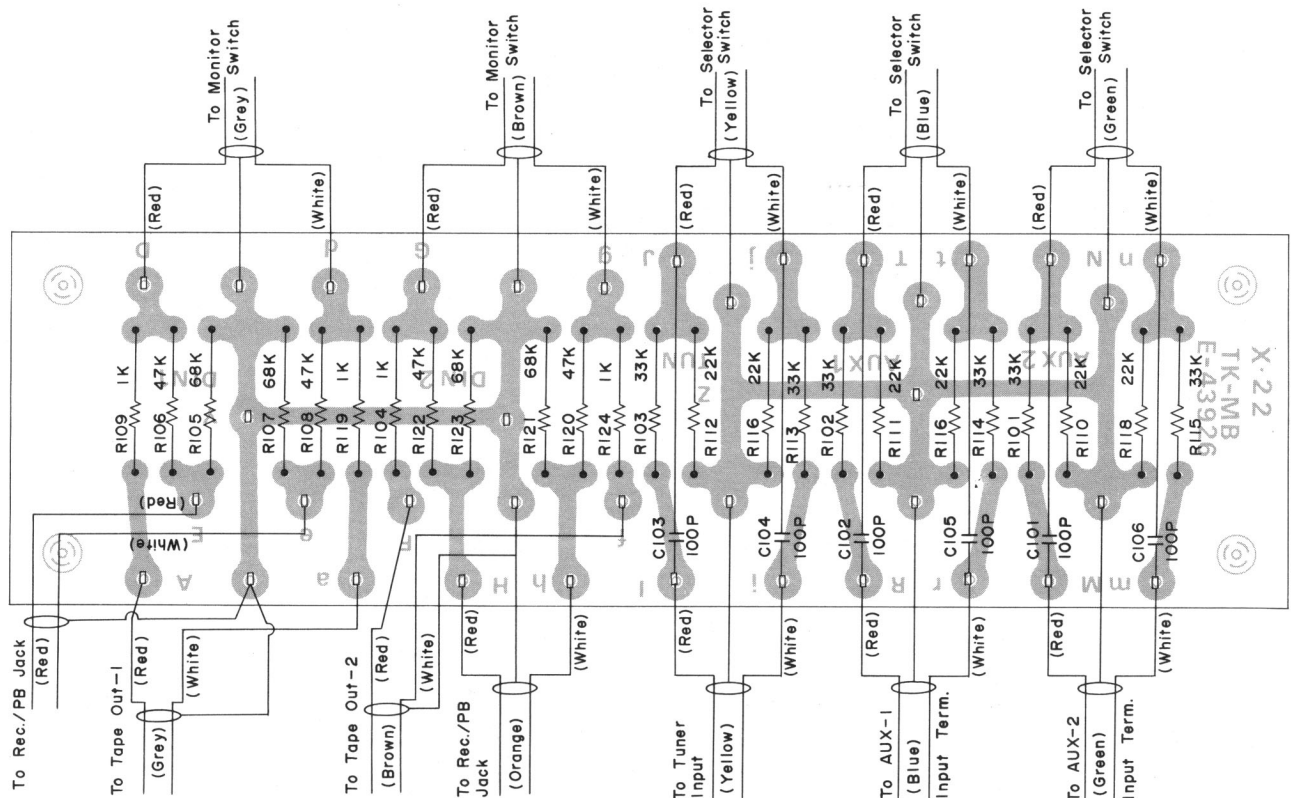 To Monitor Switch
(Grey)
To Monitor Switch
(Brown)
To Selector Switch
(Yellow)
To Selector Switch
(Blue)
To Selector Switch
(Green)
(Red)
(White)
(Red)
(White)
(Red)
(White)
(Red)
(White)
(Red)
(White)
D
d
G
g
J
j
T
t
N
n
1K
47K
68K
68K
47K
1K
1K
47K
68K
68K
47K
1K
33K
22K
22K
33K
33K
22K
22K
33K
33K
22K
22K
33K
DIN2
TUN
Z
AUX1
AUX2
X·22
TK-MB
E-43926
R109
R106
R105
R107
R108
R119
R104
R122
R123
R121
R120
R124
R103
R112
R116
R113
R102
R111
R116
R114
R101
R110
R118
R115
(Red)
(White)
E
e
F
f
C103
100P
C104
100P
C102
100P
C105
100P
C101
100P
C106
100P
A
a
H
h
I
i
R
r
M
m
(Red)
(White)
(Red)
(White)
(Red)
(White)
(Red)
(White)
(Red)
(White)
(Red)
(White)
To Rec./PB Jack
(Red)
To Tape Out-1
(Grey)
To Tape Out-2
(Brown)
To Rec./PB
Jack
(Orange)
To Tuner
Input
(Yellow)
To AUX-1
(Blue)
Input Term.
To AUX-2
(Green)
Input Term.